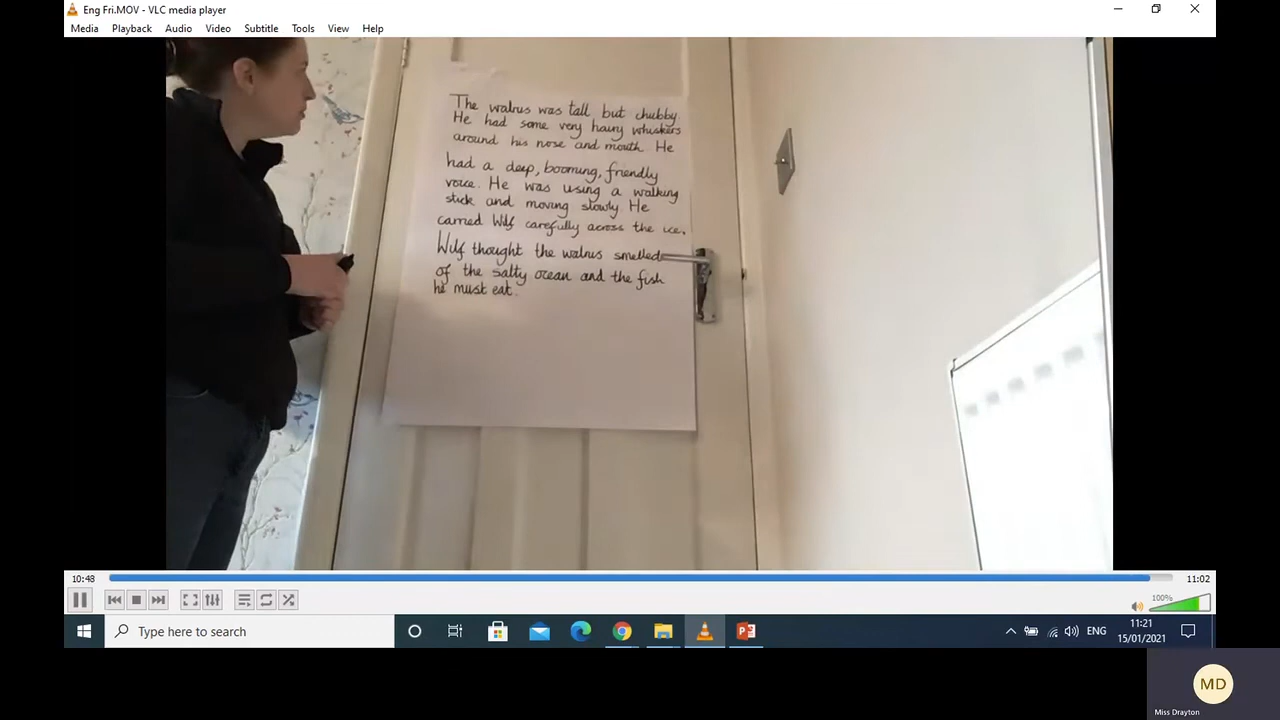 Eng Fri.MOV - VLC media player
Media Playback Audio Video Subtitle Tools View Help
The walrus was tall but chubby.
He had some very hairy whiskers
around his nose and mouth. He
had a deep, booming, friendly
voice. He was using a walking
stick and moving slowly. He
carried Wilf carefully across the ice.
Wilf thought the walrus smelled
of the salty ocean and the fish
he must eat.
10:48
11:02
100%
Type here to search
ENG
11:21
15/01/2021
MD
Miss Drayton